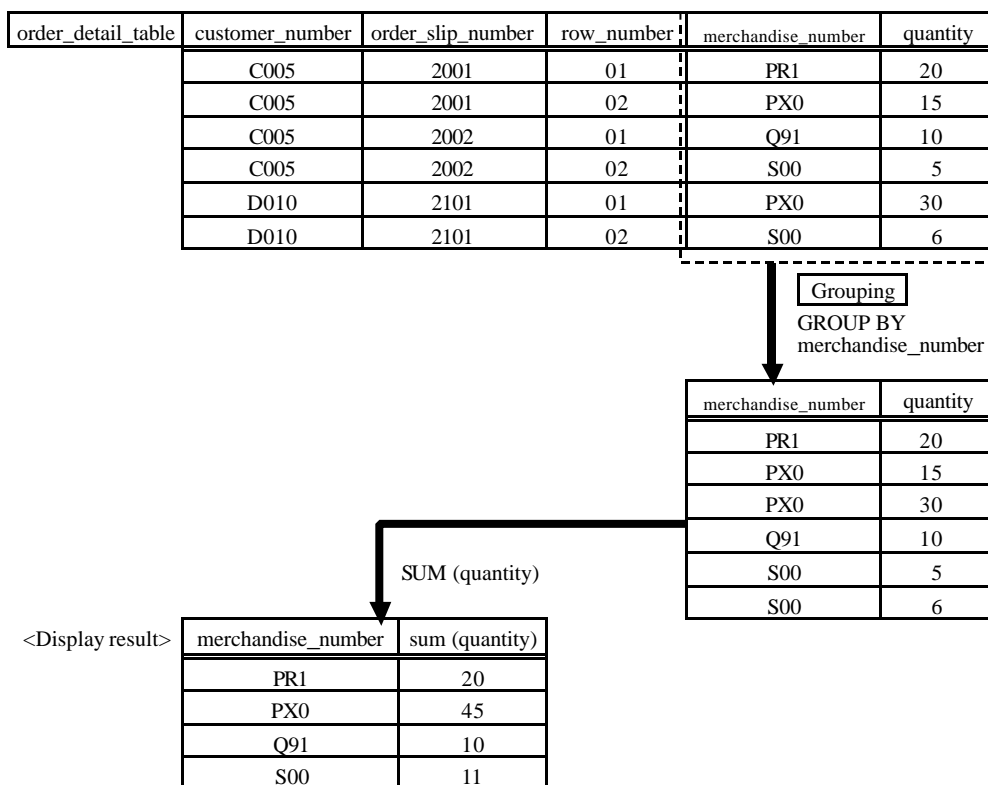 order_detail_table customer_number order_slip_number row_number merchandise_number quantity
C005 2001 01 PR1 20
C005 2001 02 PX0 15
C005 2002 01 Q91 10
C005 2002 02 S00 5
D010 2101 01 PX0 30
D010 2101 02 S00 6
Grouping
GROUP BY
merchandise_number
merchandise_number quantity
PR1 20
PX0 15
PX0 30
Q91 10
S00 5
S00 6
SUM (quantity)
<Display result> merchandise_number sum (quantity)
PR1 20
PX0 45
Q91 10
S00 11